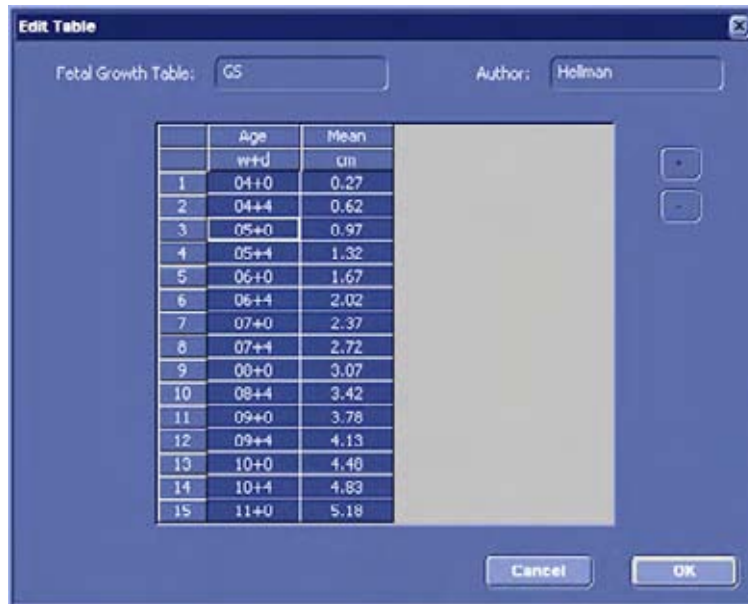 Edit Table
Fetal Growth Table: GS Author: Hellman
Age Mean
w+d cm
1 04+0 0.27
2 04+4 0.62
3 05+0 0.97
4 05+4 1.32
5 06+0 1.67
6 06+4 2.02
7 07+0 2.37
8 07+4 2.72
9 08+0 3.07
10 08+4 3.42
11 09+0 3.78
12 09+4 4.13
13 10+0 4.48
14 10+4 4.83
15 11+0 5.18
+
-
Cancel OK